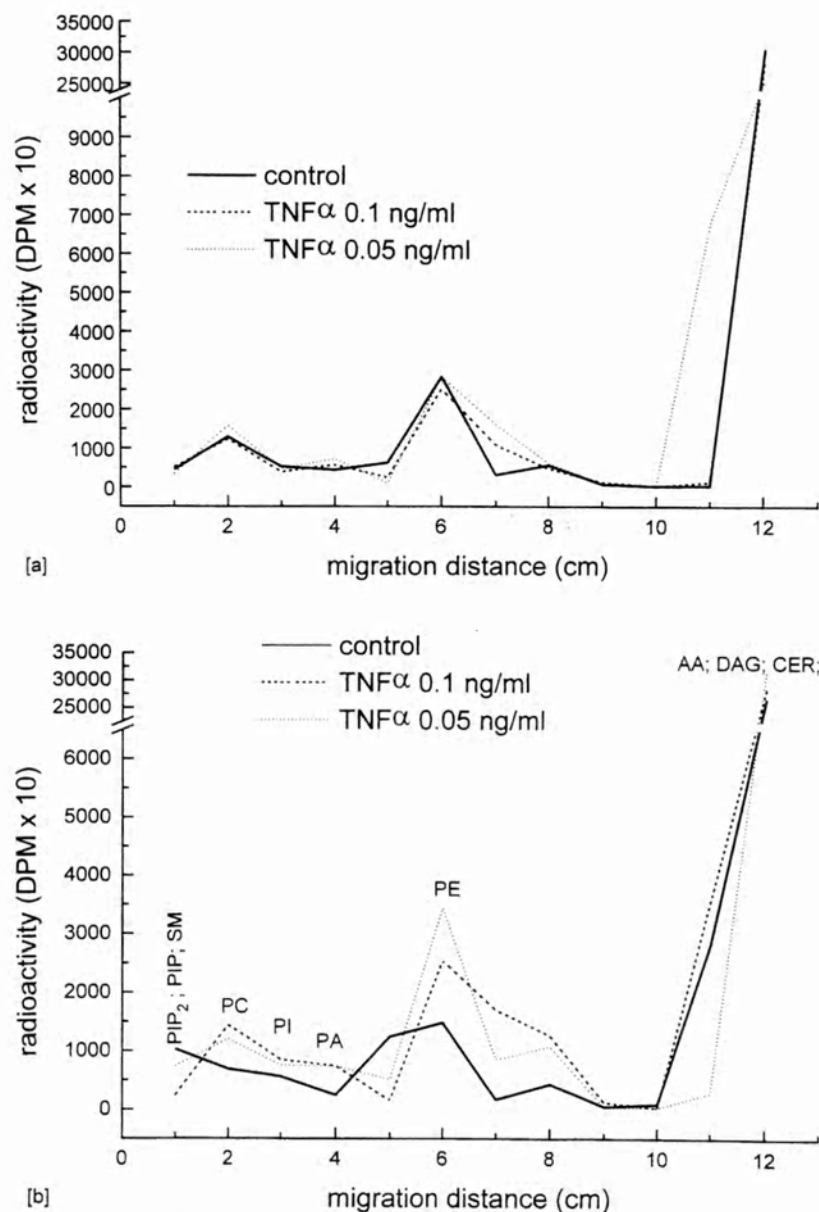 35000
30000
25000
9000
8000
7000
6000
5000
4000
3000
2000
1000
0
radioactivity (DPM x 10)
control
TNFα 0.1 ng/ml
TNFα 0.05 ng/ml
0 2 4 6 8 10 12
migration distance (cm)
[a]
35000
30000
25000
6000
5000
4000
3000
2000
1000
0
radioactivity (DPM x 10)
control
TNFα 0.1 ng/ml
TNFα 0.05 ng/ml
AA; DAG; CER;
PIP2 ; PIP; SM
PC
PI
PA
PE
0 2 4 6 8 10 12
migration distance (cm)
[b]